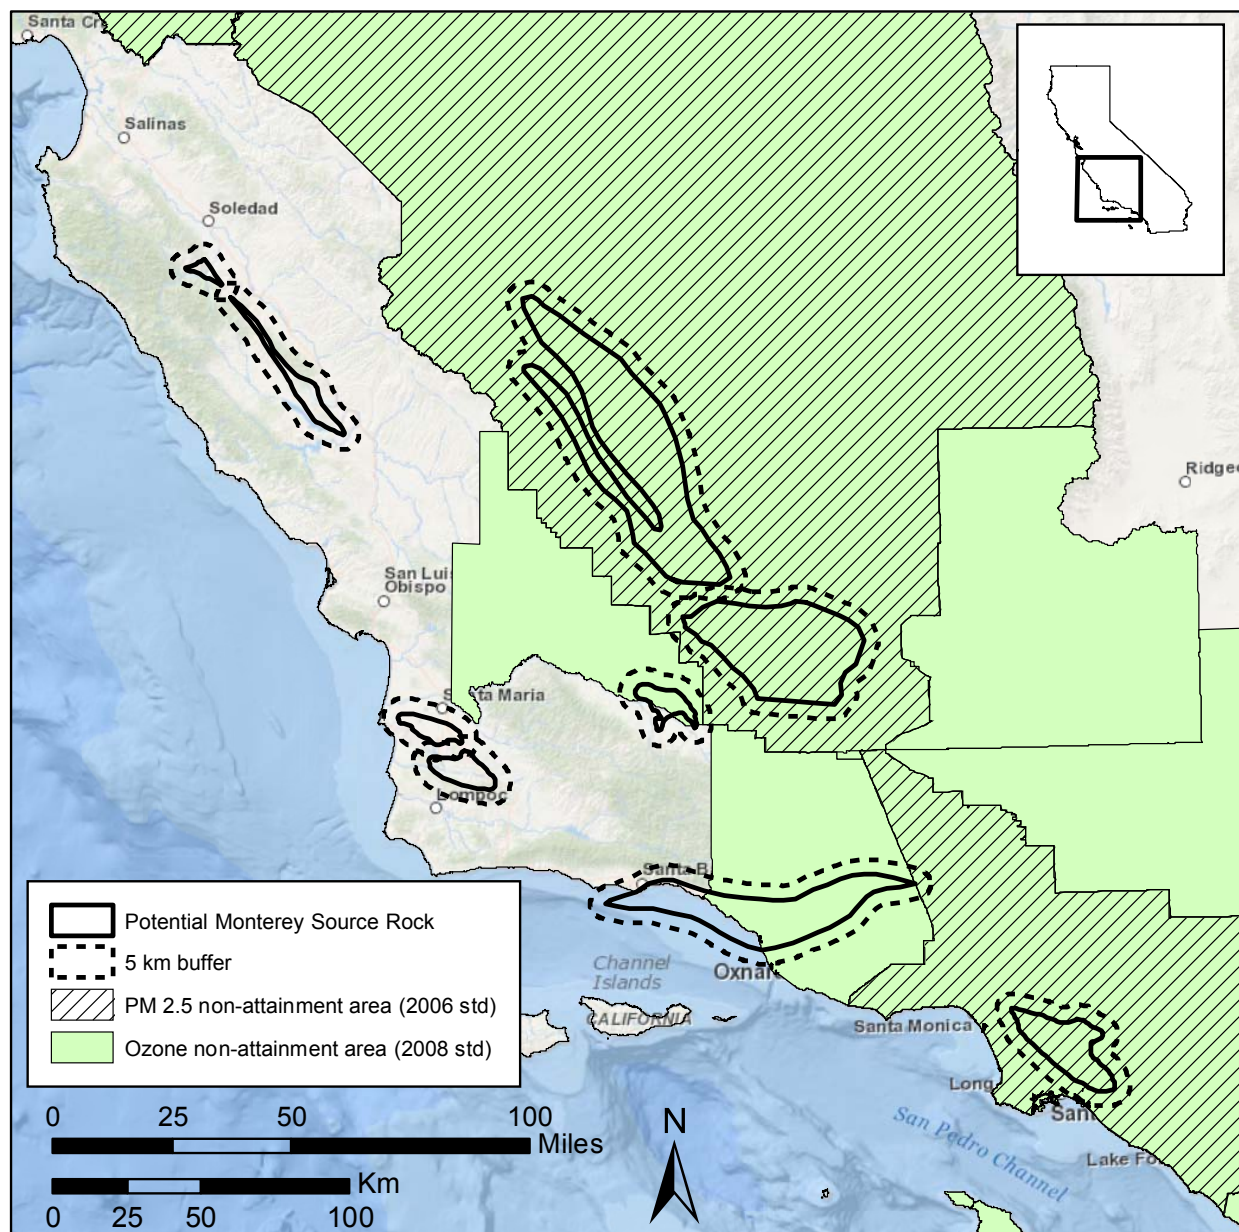 Santa Cr
Salinas
Soledad
Ridgec
San Luis
Obispo
Santa Maria
Lompoc
Santa B
Channel
Islands
CALIFORNIA
Oxnar
Santa Monica
Long
Sant
San Pedro Channel
Lake Fo
Potential Monterey Source Rock
5 km buffer
PM 2.5 non-attainment area (2006 std)
Ozone non-attainment area (2008 std)
0 25 50 100
Miles
Km
0 25 50 100
N